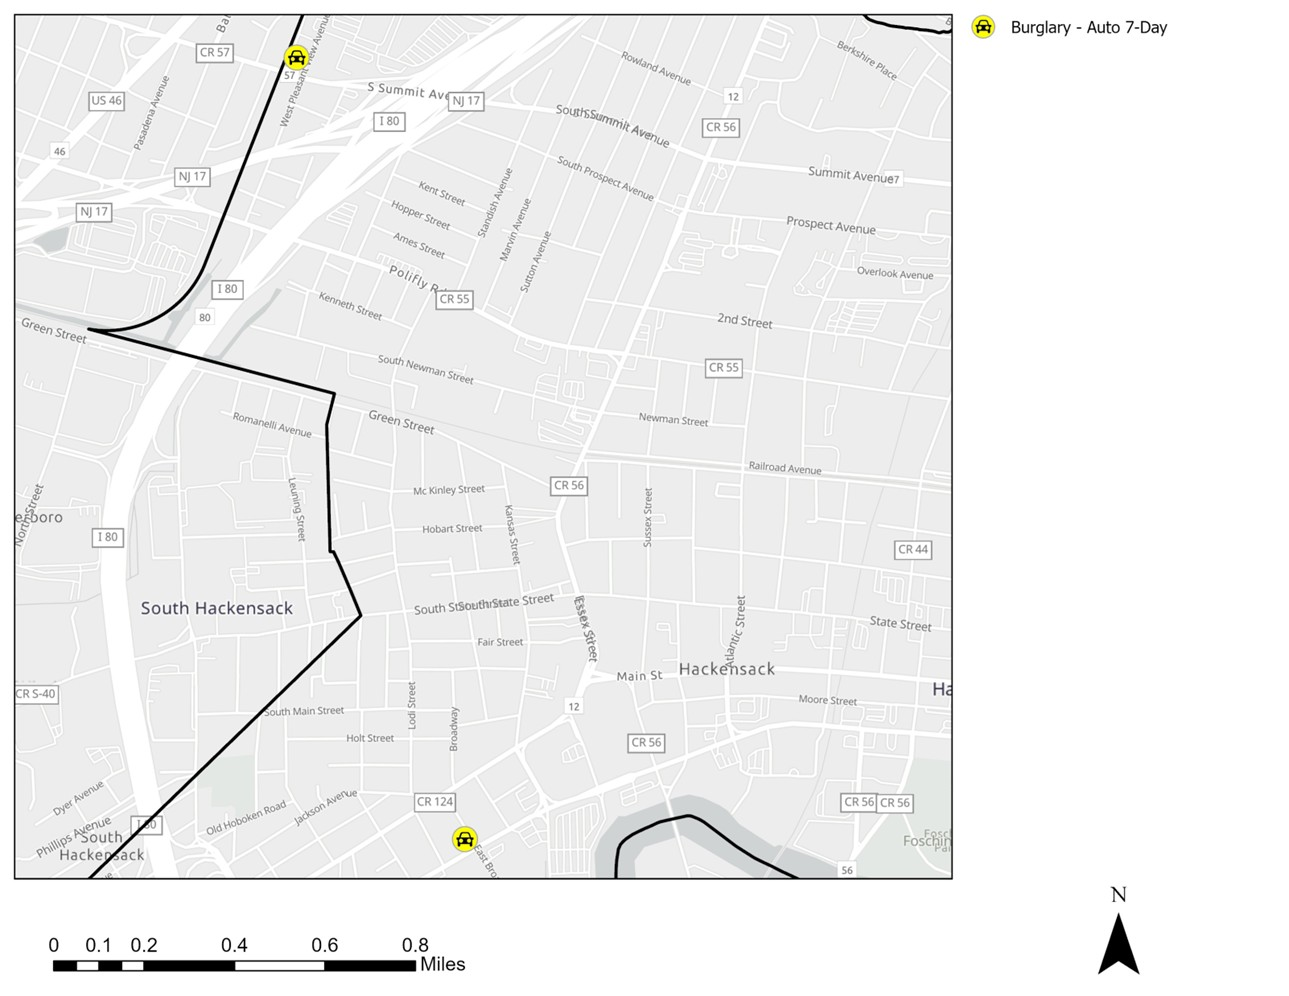 Burglary - Auto 7-Day
CR 57
57
West Pleasant View Avenue
Berkshire Place
Rowland Avenue
US 46
Pasadena Avenue
S Summit Ave
NJ 17
12
I 80
South Summit Avenue
CR 56
46
NJ 17
South Prospect Avenue
Summit Avenue
Kent Street
Standish Avenue
NJ 17
Hopper Street
Marvin Avenue
Prospect Avenue
Ames Street
Sutton Avenue
Overlook Avenue
Polifly
I 80
CR 55
Kenneth Street
80
Green Street
2nd Street
South Newman Street
CR 55
Romanelli Avenue
Green Street
Newman Street
Railroad Avenue
Mc Kinley Street
CR 56
Leuning Street
North Street
Hobart Street
Kansas Street
Sussex Street
I 80
CR 44
South Hackensack
South State Street
Essex Street
Atlantic Street
State Street
Fair Street
Main St
Hackensack
Ha
CR S-40
Lodi Street
Moore Street
South Main Street
12
Broadway
Holt Street
CR 56
Dyer Avenue
Jackson Avenue
CR 124
CR 56
CR 56
Old Hoboken Road
Phillips Avenue
South
Hackensack
East Bro
56
N
0 0.1 0.2 0.4 0.6 0.8
Miles